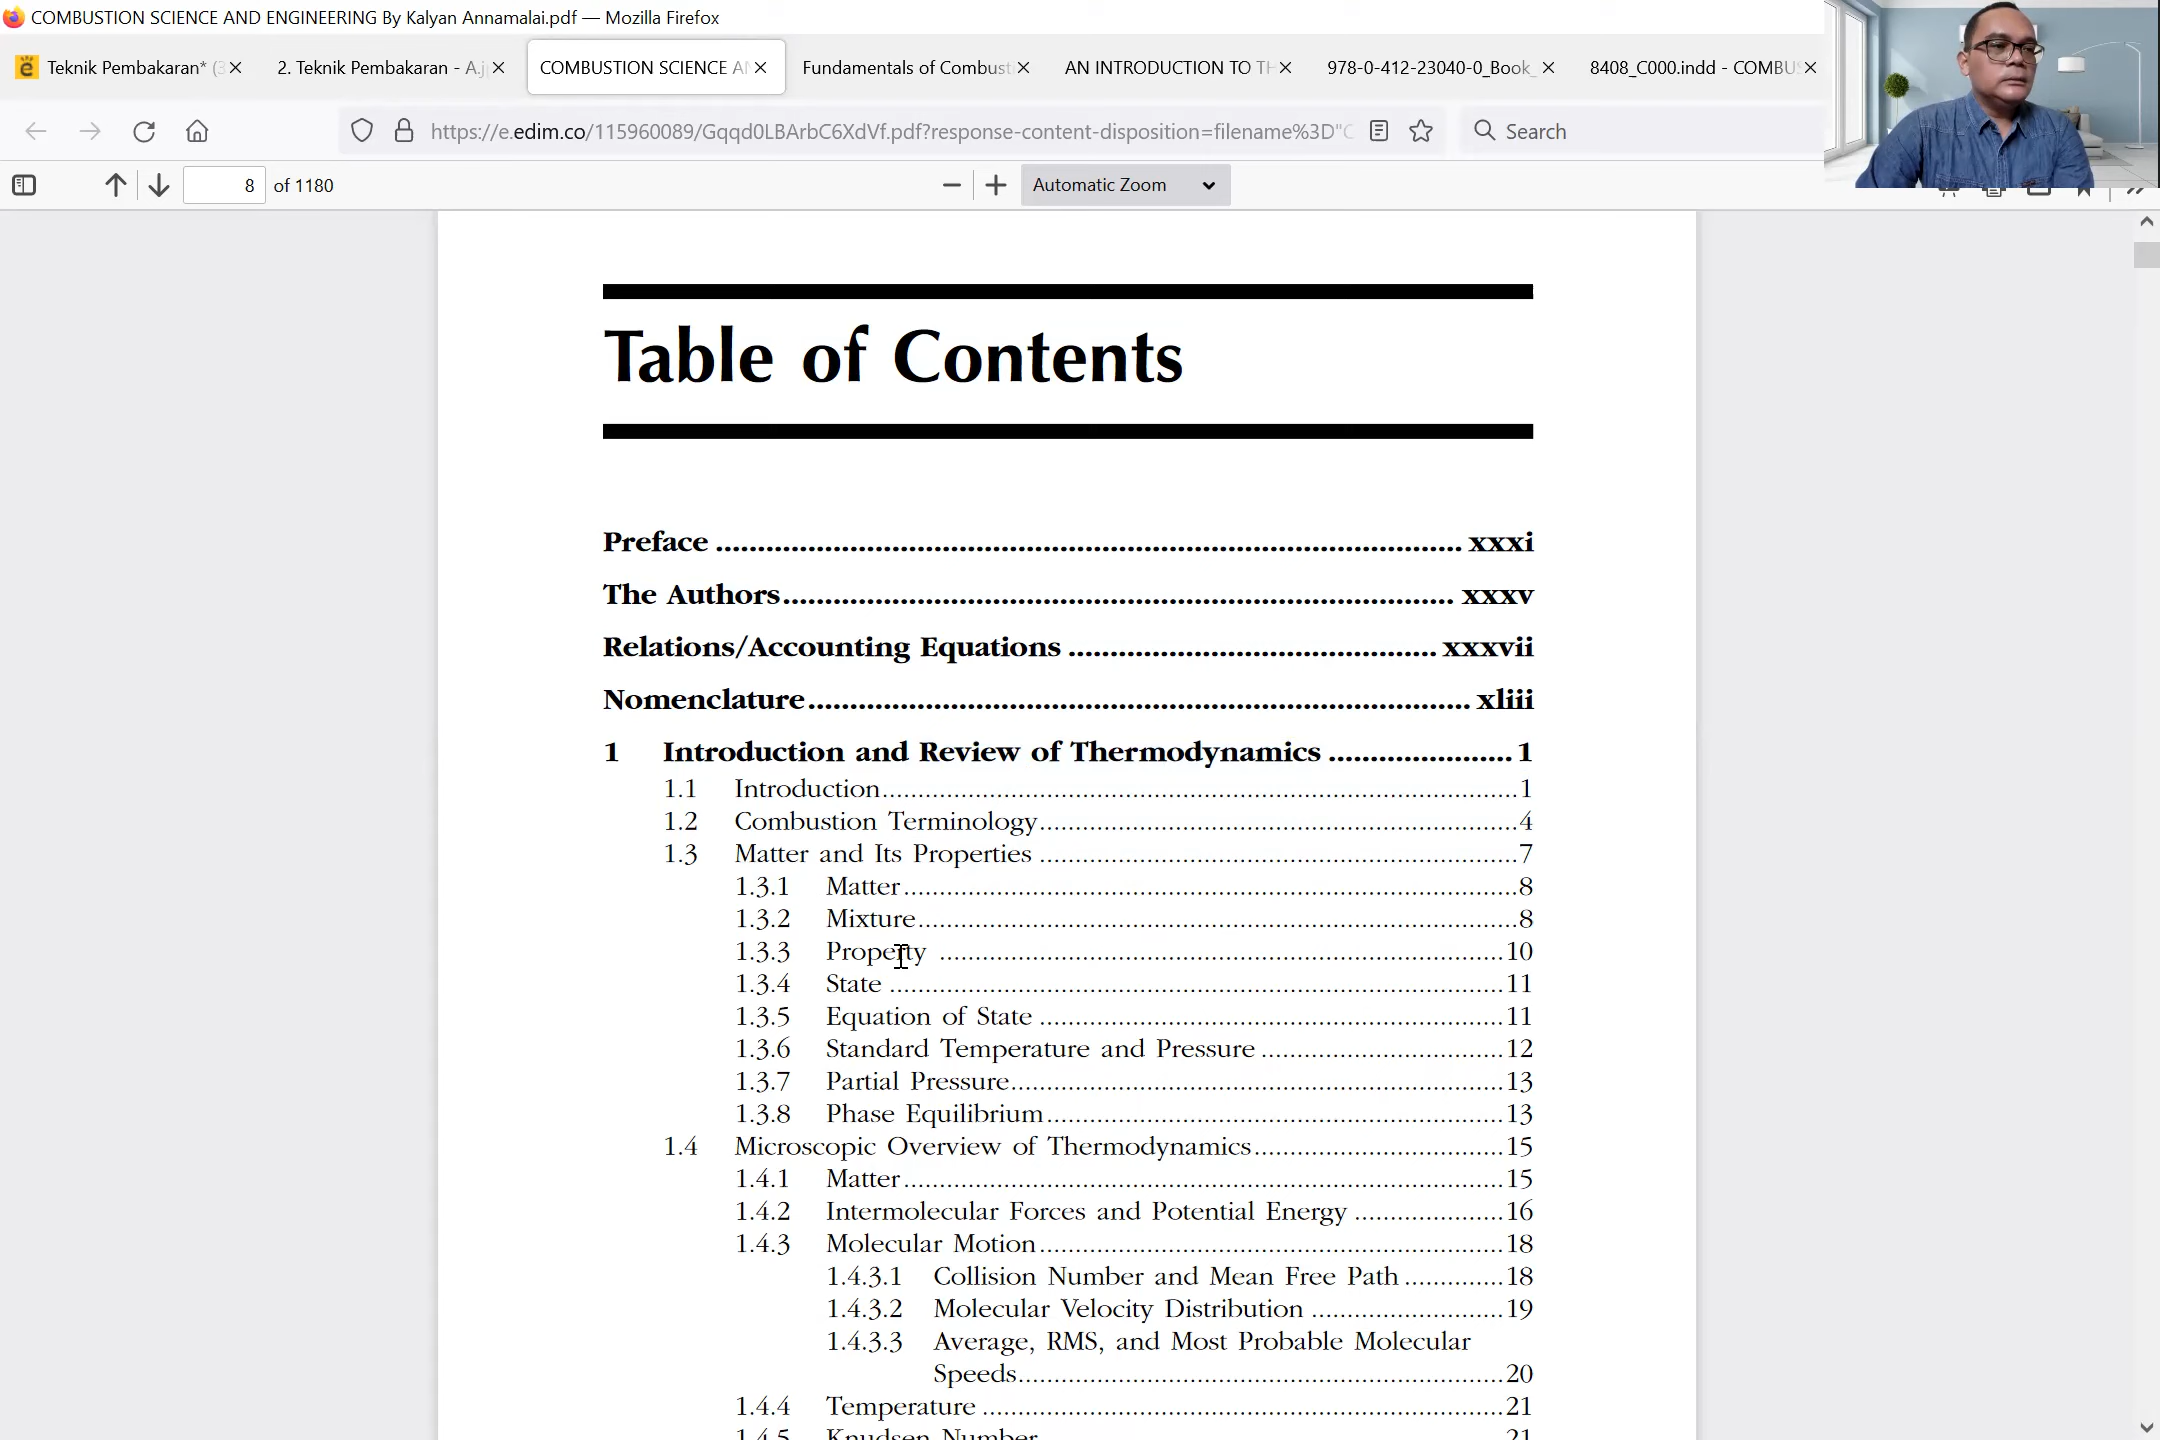 COMBUSTION SCIENCE AND ENGINEERING By Kalyan Annamalai.pdf — Mozilla Firefox
Teknik Pembakaran* (3
2. Teknik Pembakaran - A.j
COMBUSTION SCIENCE A
Fundamentals of Combusti
AN INTRODUCTION TO TH
978-0-412-23040-0_Book_
8408_C000.indd - COMBU
https://e.edim.co/115960089/Gqqd0LBArbC6XdVf.pdf?response-content-disposition=filename%3D"C
Search
8 of 1180
Automatic Zoom
Table of Contents
Preface .......... xxxi
The Authors .......... xxxv
Relations/Accounting Equations .......... xxxvii
Nomenclature .......... xliii
1 Introduction and Review of Thermodynamics .......... 1
1.1 Introduction .......... 1
1.2 Combustion Terminology .......... 4
1.3 Matter and Its Properties .......... 7
1.3.1 Matter .......... 8
1.3.2 Mixture .......... 8
1.3.3 Property .......... 10
1.3.4 State .......... 11
1.3.5 Equation of State .......... 11
1.3.6 Standard Temperature and Pressure .......... 12
1.3.7 Partial Pressure .......... 13
1.3.8 Phase Equilibrium .......... 13
1.4 Microscopic Overview of Thermodynamics .......... 15
1.4.1 Matter .......... 15
1.4.2 Intermolecular Forces and Potential Energy .......... 16
1.4.3 Molecular Motion .......... 18
1.4.3.1 Collision Number and Mean Free Path .......... 18
1.4.3.2 Molecular Velocity Distribution .......... 19
1.4.3.3 Average, RMS, and Most Probable Molecular
Speeds .......... 20
1.4.4 Temperature .......... 21
1.4.5 Knudsen Number .......... 21